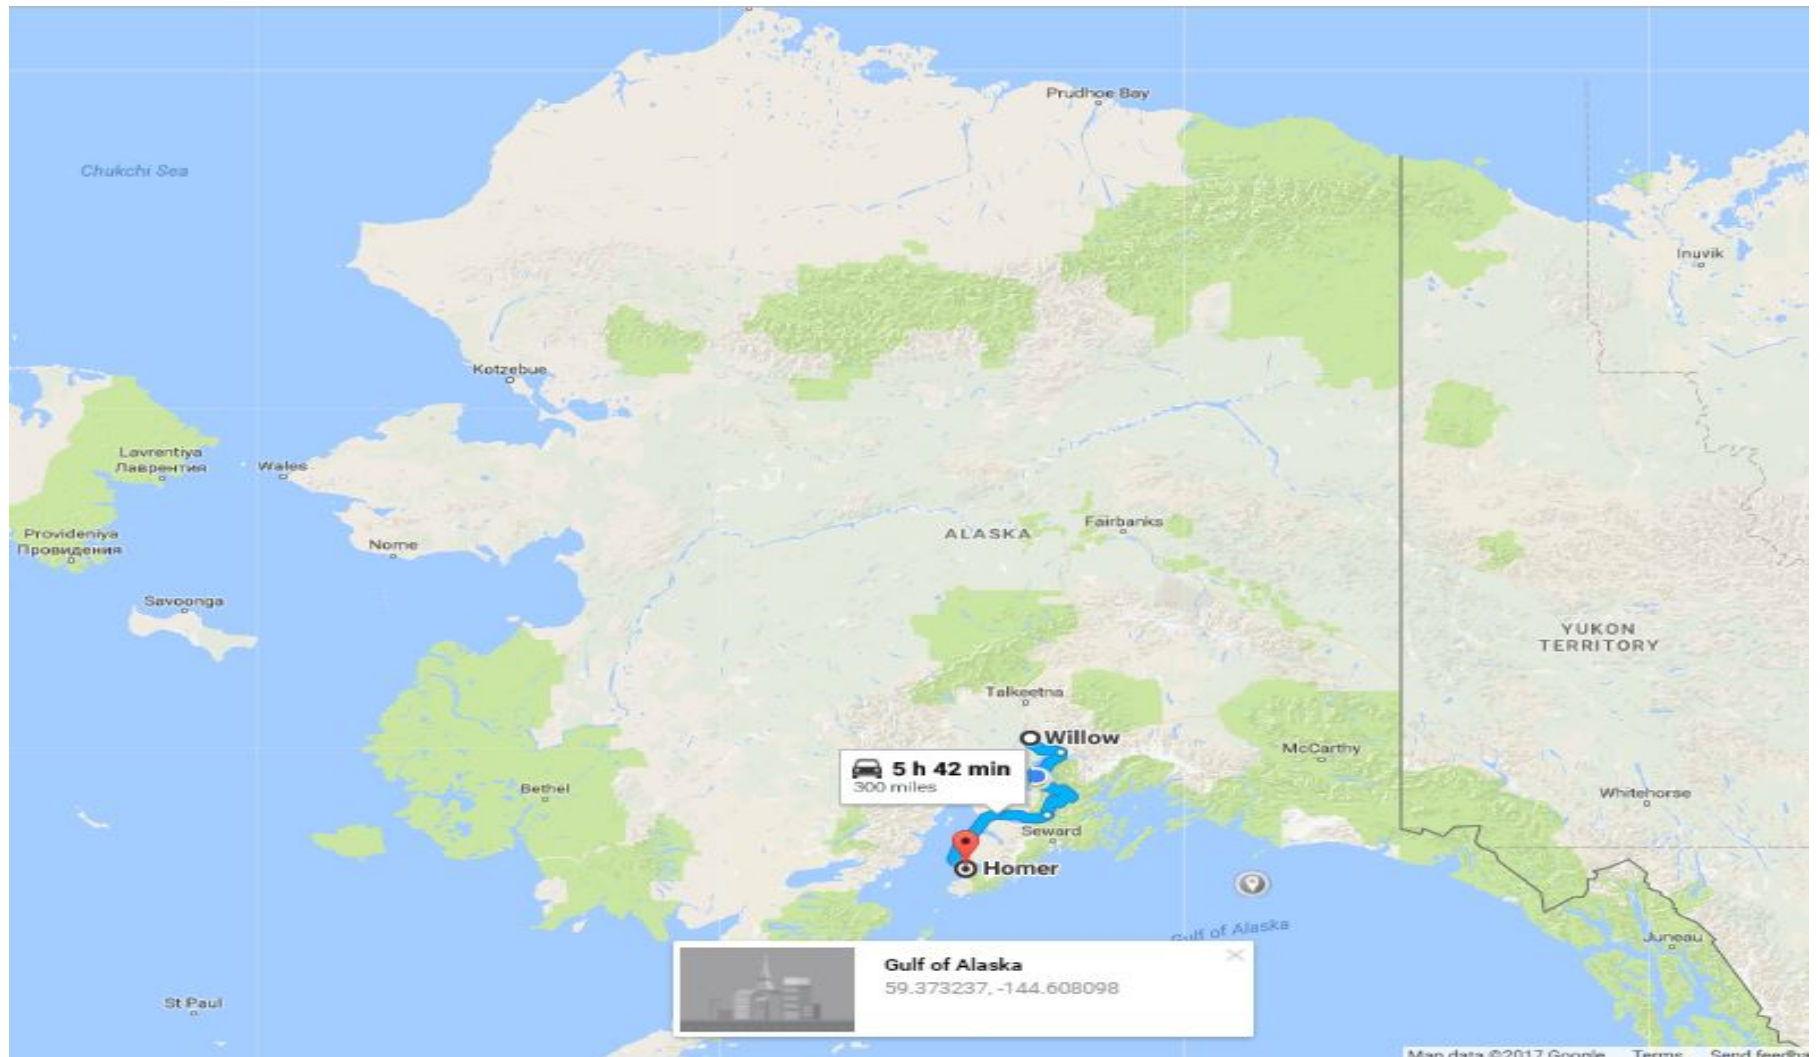 Prudhoe Bay
Chukchi Sea
Inuvik
Kotzebue
Lavrentiya
Лаврентия
Wales
Provideniya
Провидения
Nome
ALASKA
Fairbanks
Savoonga
YUKON
TERRITORY
Talkeetna
Willow
McCarthy
5 h 42 min
300 miles
Bethel
Whitehorse
Seward
Homer
Gulf of Alaska
Juneau
Gulf of Alaska
59.373237, -144.608098
St Paul
Map data ©2017 Google Terms Send